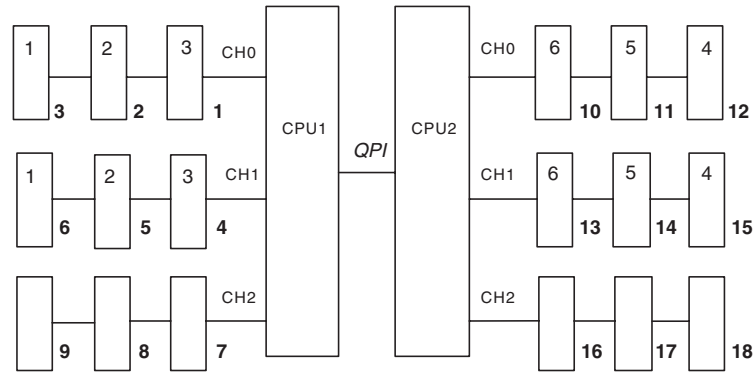 1 2 3 CH0 CH0 6 5 4
3 2 1 10 11 12
CPU1 CPU2
QPI
1 2 3 CH1 CH1 6 5 4
6 5 4 13 14 15
CH2 CH2
9 8 7 16 17 18